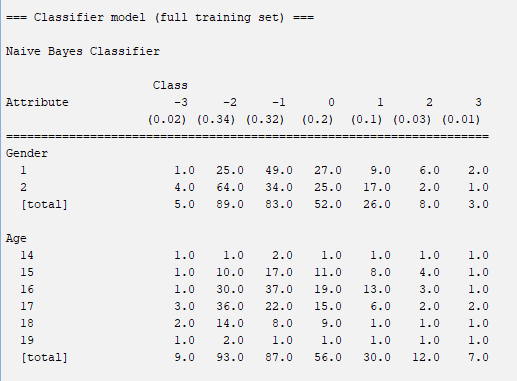 === Classifier model (full training set) ===
Naive Bayes Classifier
Class
Attribute -3 -2 -1 0 1 2 3
(0.02) (0.34) (0.32) (0.2) (0.1) (0.03) (0.01)
===============================================================
Gender
1 1.0 25.0 49.0 27.0 9.0 6.0 2.0
2 4.0 64.0 34.0 25.0 17.0 2.0 1.0
[total] 5.0 89.0 83.0 52.0 26.0 8.0 3.0
Age
14 1.0 1.0 2.0 1.0 1.0 1.0 1.0
15 1.0 10.0 17.0 11.0 8.0 4.0 1.0
16 1.0 30.0 37.0 19.0 13.0 3.0 1.0
17 3.0 36.0 22.0 15.0 6.0 2.0 2.0
18 2.0 14.0 8.0 9.0 1.0 1.0 1.0
19 1.0 2.0 1.0 1.0 1.0 1.0 1.0
[total] 9.0 93.0 87.0 56.0 30.0 12.0 7.0